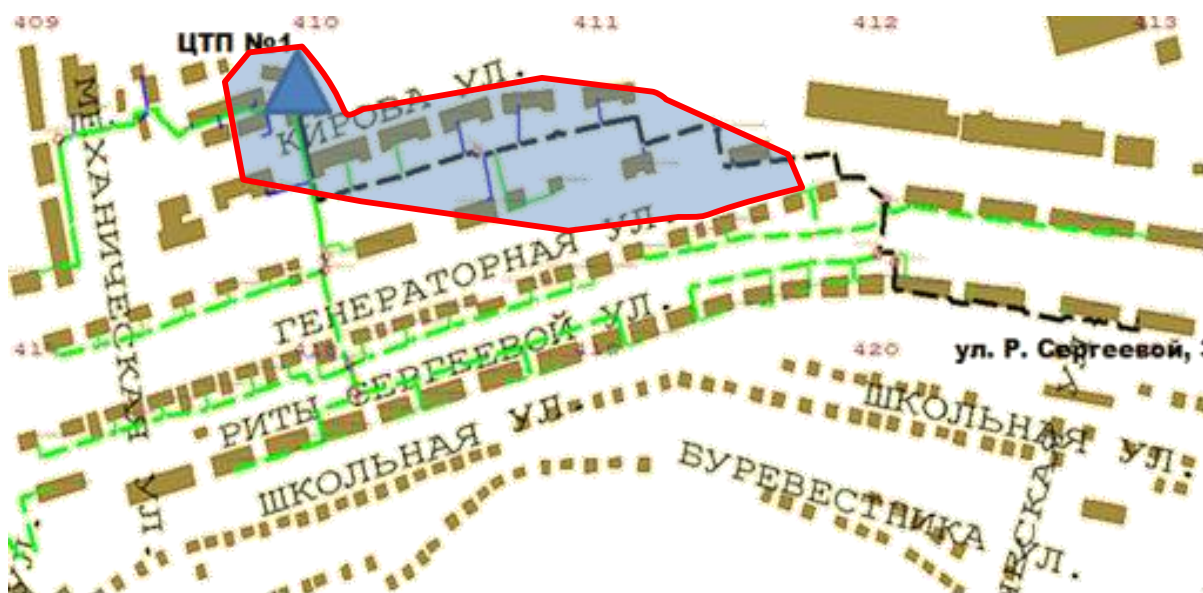 409
410
411
412
413
ЦТП №1
КИРОВА УЛ.
МЕХАНИЧЕСКАЯ УЛ.
ГЕНЕРАТОРНАЯ УЛ.
420
ул. Р. Сергеевой,
РИТЫ СЕРГЕЕВОЙ УЛ.
ШКОЛЬНАЯ УЛ.
ШКОЛЬНАЯ УЛ.
БУРЕВЕСТНИКА УЛ.